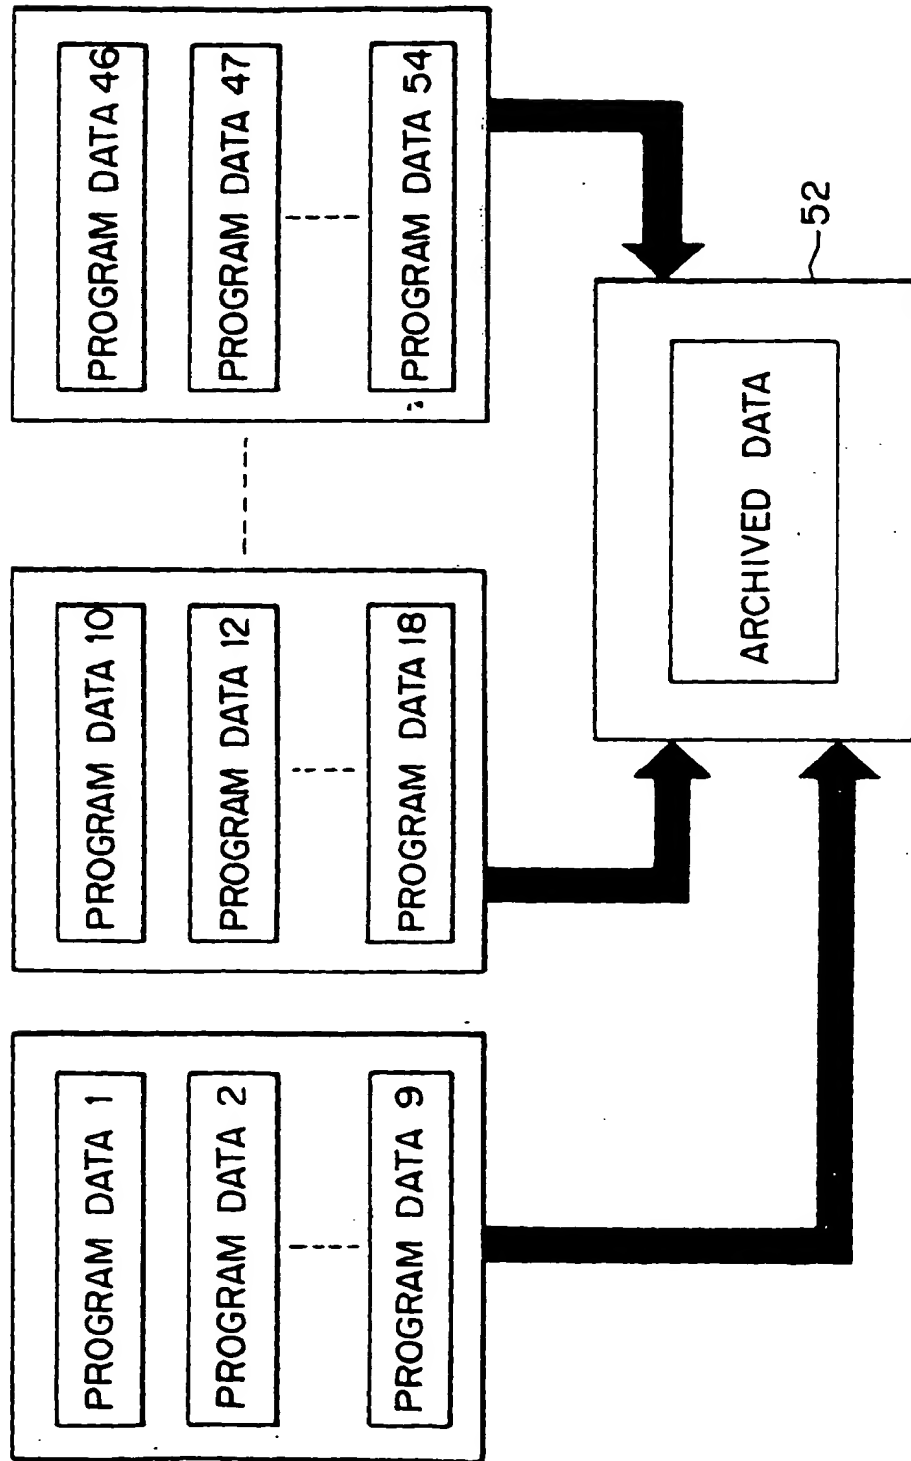 PROGRAM DATA 1
PROGRAM DATA 2
PROGRAM DATA 9
PROGRAM DATA 10
PROGRAM DATA 12
PROGRAM DATA 18
PROGRAM DATA 46
PROGRAM DATA 47
PROGRAM DATA 54
ARCHIVED DATA
52